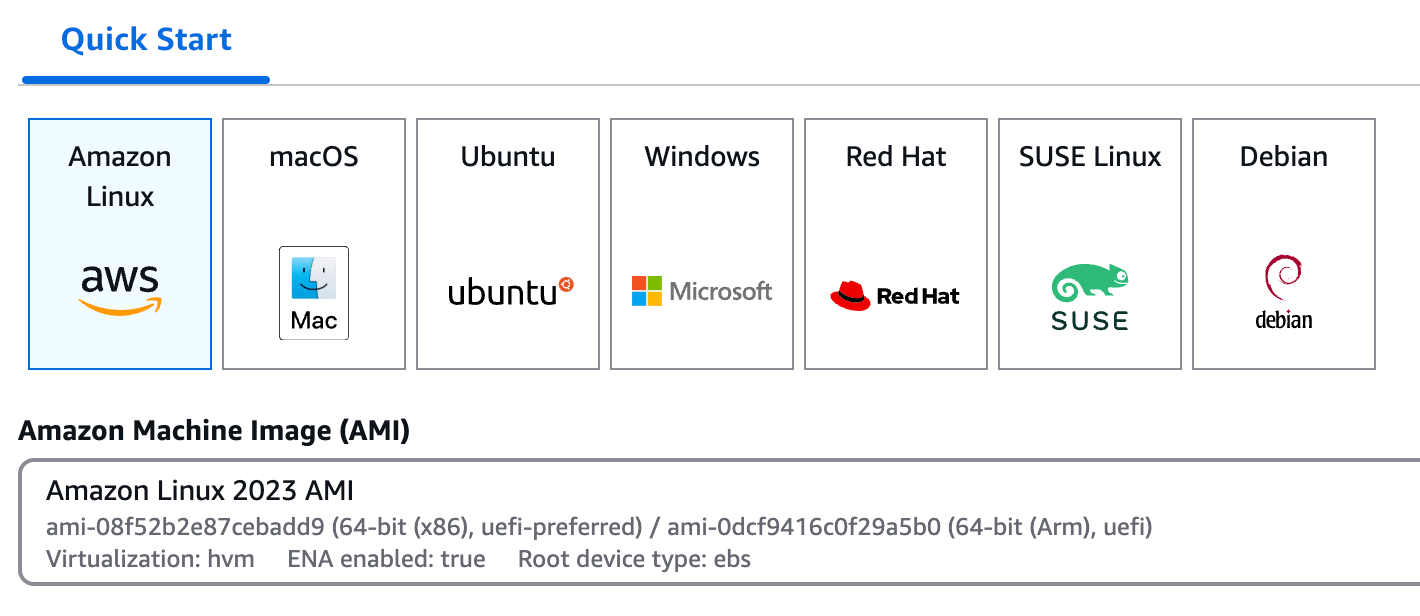 Quick Start
Amazon
Linux
aws
macOS
Mac
Ubuntu
ubuntu
Windows
Microsoft
Red Hat
Red Hat
SUSE Linux
SUSE
Debian
debian
Amazon Machine Image (AMI)
Amazon Linux 2023 AMI
ami-08f52b2e87cebadd9 (64-bit (x86), uefi-preferred) / ami-0dcf9416c0f29a5b0 (64-bit (Arm), uefi)
Virtualization: hvm ENA enabled: true Root device type: ebs